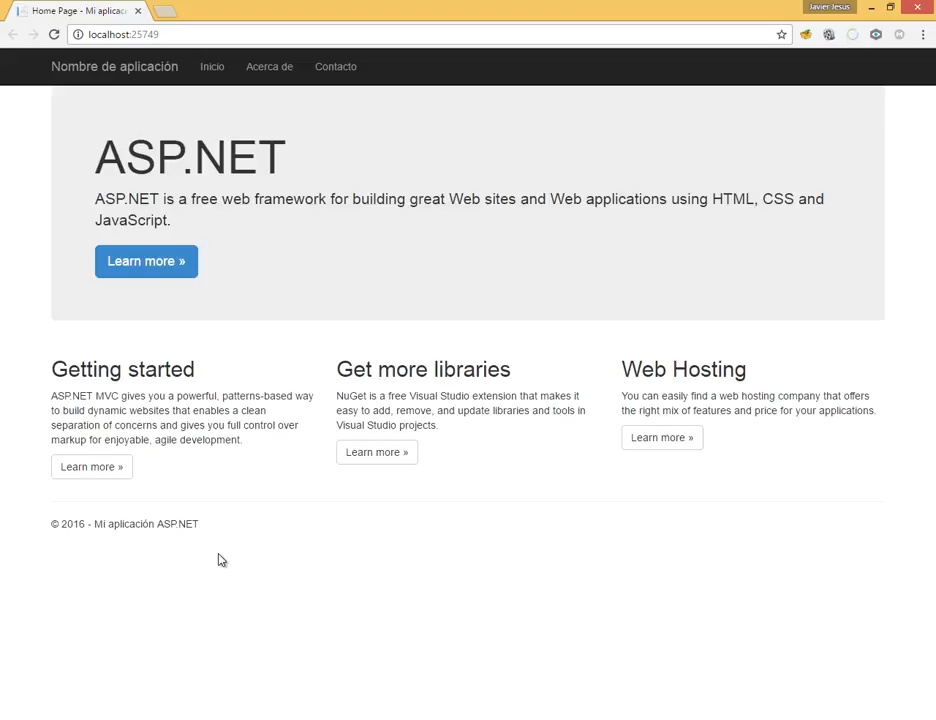 Home Page - Mi aplicac
Javier Jesus
localhost:25749
Nombre de aplicación Inicio Acerca de Contacto
ASP.NET
ASP.NET is a free web framework for building great Web sites and Web applications using HTML, CSS and
JavaScript.
Learn more »
Getting started
ASP.NET MVC gives you a powerful, patterns-based way
to build dynamic websites that enables a clean
separation of concerns and gives you full control over
markup for enjoyable, agile development.
Learn more »
Get more libraries
NuGet is a free Visual Studio extension that makes it
easy to add, remove, and update libraries and tools in
Visual Studio projects.
Learn more »
Web Hosting
You can easily find a web hosting company that offers
the right mix of features and price for your applications.
Learn more »
© 2016 - Mi aplicación ASP.NET